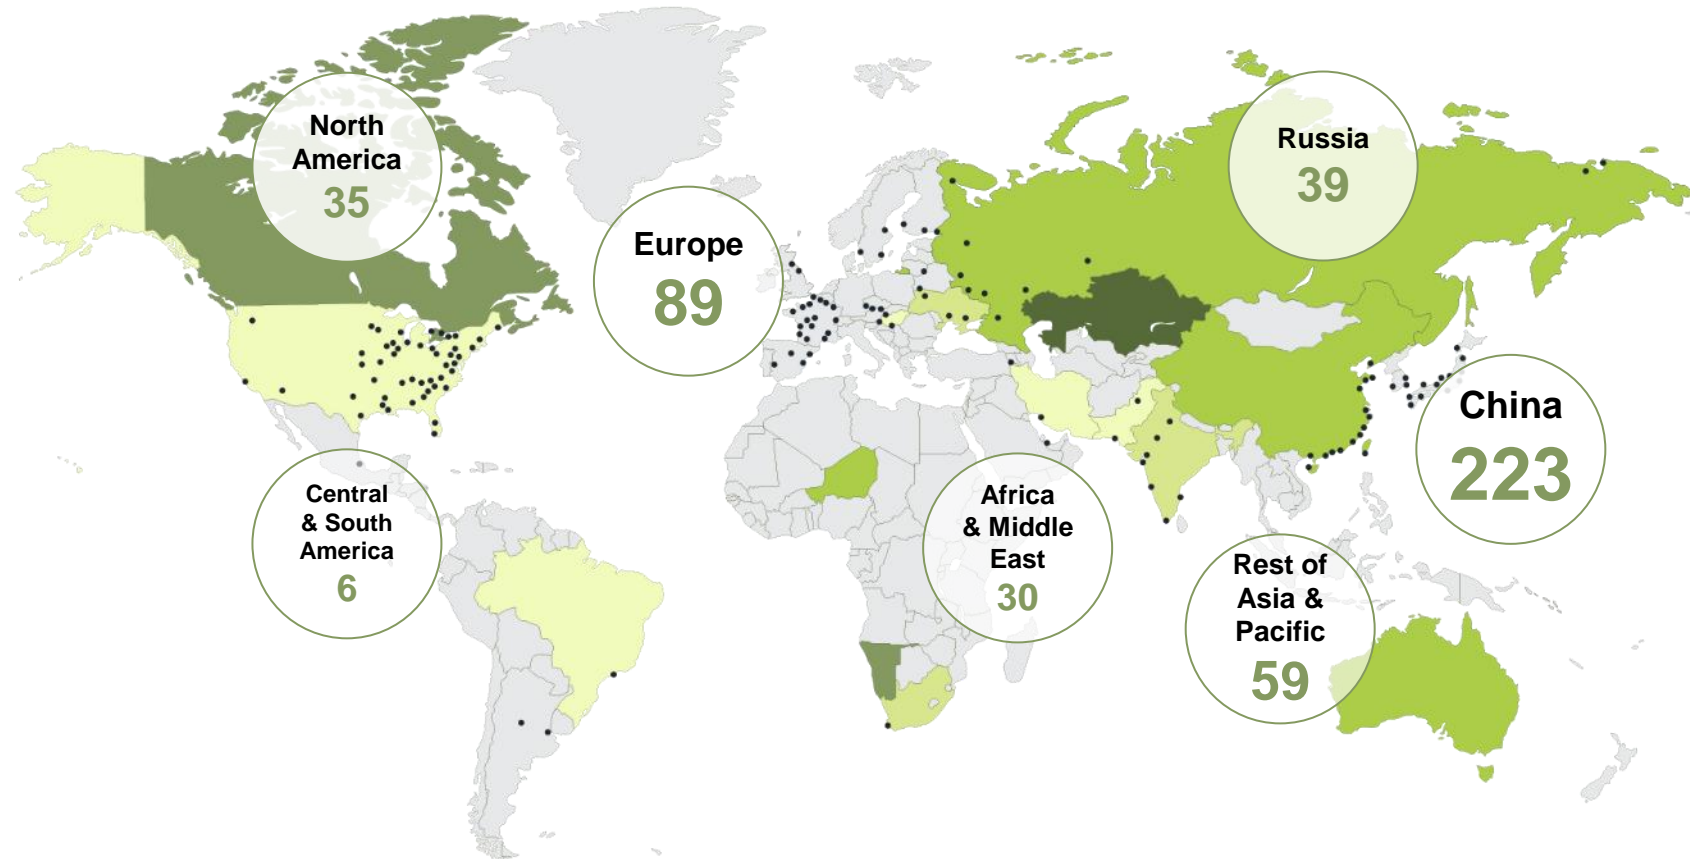 North
America
35
Europe
89
Russia
39
China
223
Central
& South
America
6
Africa
& Middle
East
30
Rest of
Asia &
Pacific
59